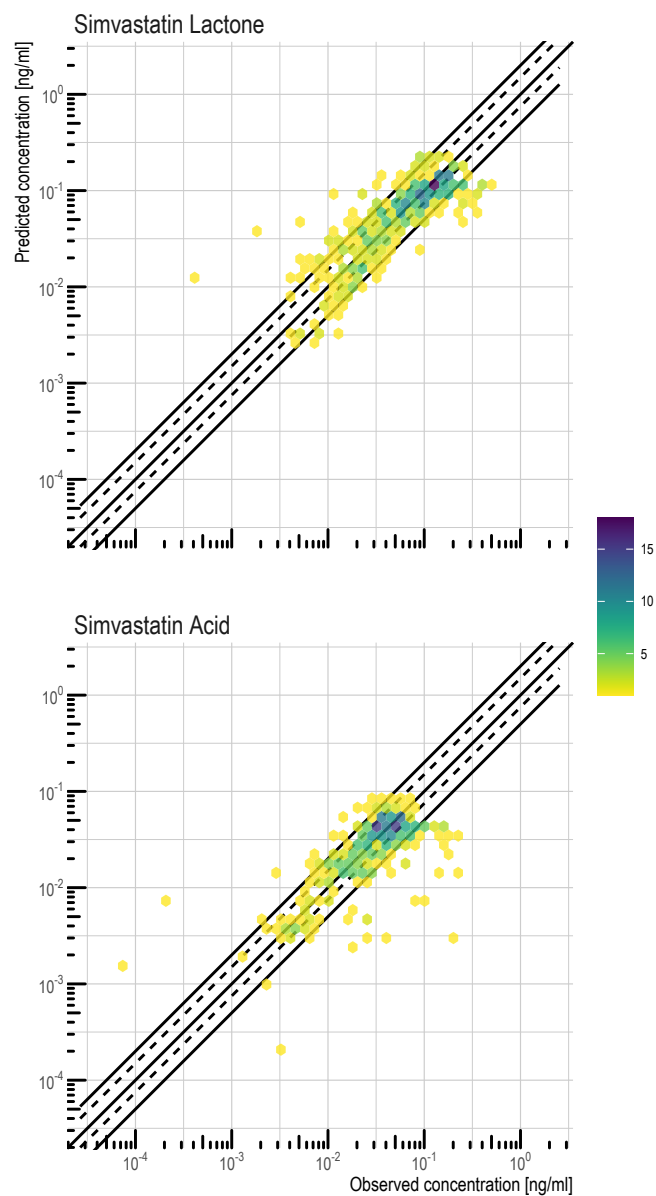 Simvastatin Lactone
Predicted concentration [ng/ml]
10⁰
10⁻¹
10⁻²
10⁻³
10⁻⁴
15
10
5
Simvastatin Acid
10⁰
10⁻¹
10⁻²
10⁻³
10⁻⁴
10⁻⁴ 10⁻³ 10⁻² 10⁻¹ 10⁰
Observed concentration [ng/ml]